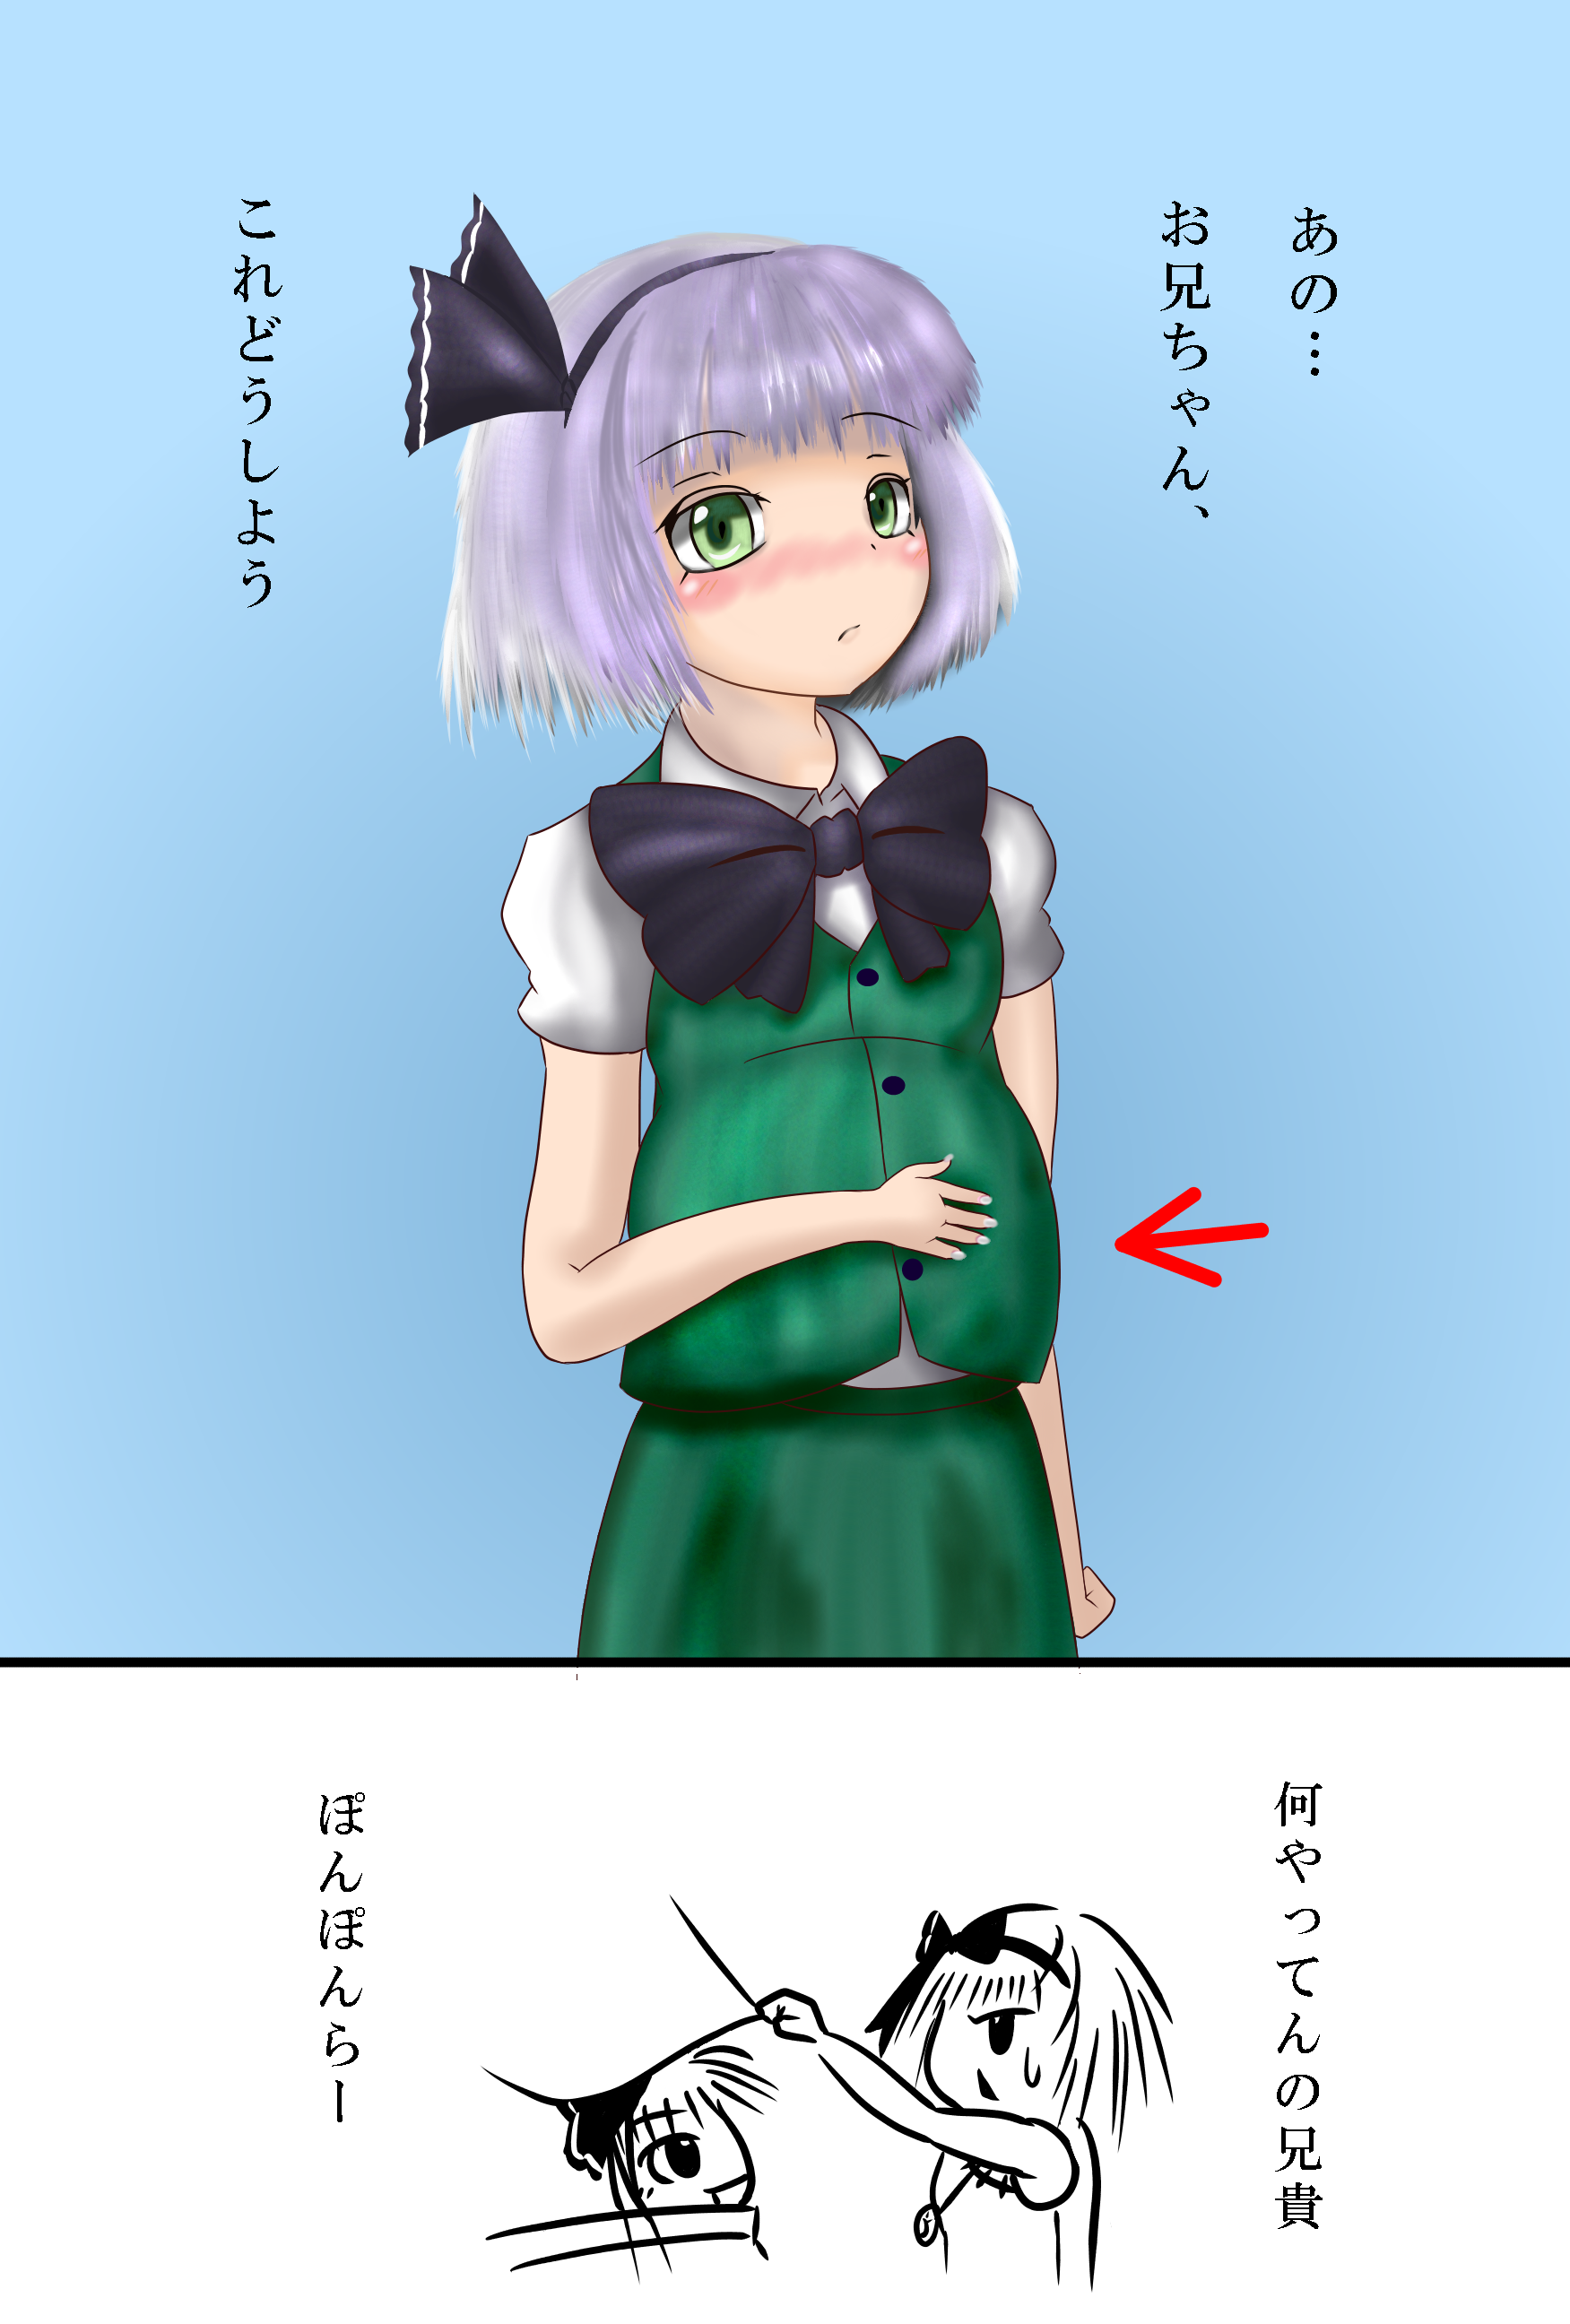 あの…
お兄ちゃん、
これどうしよう
何やってんの兄貴
ぽんぽんらー